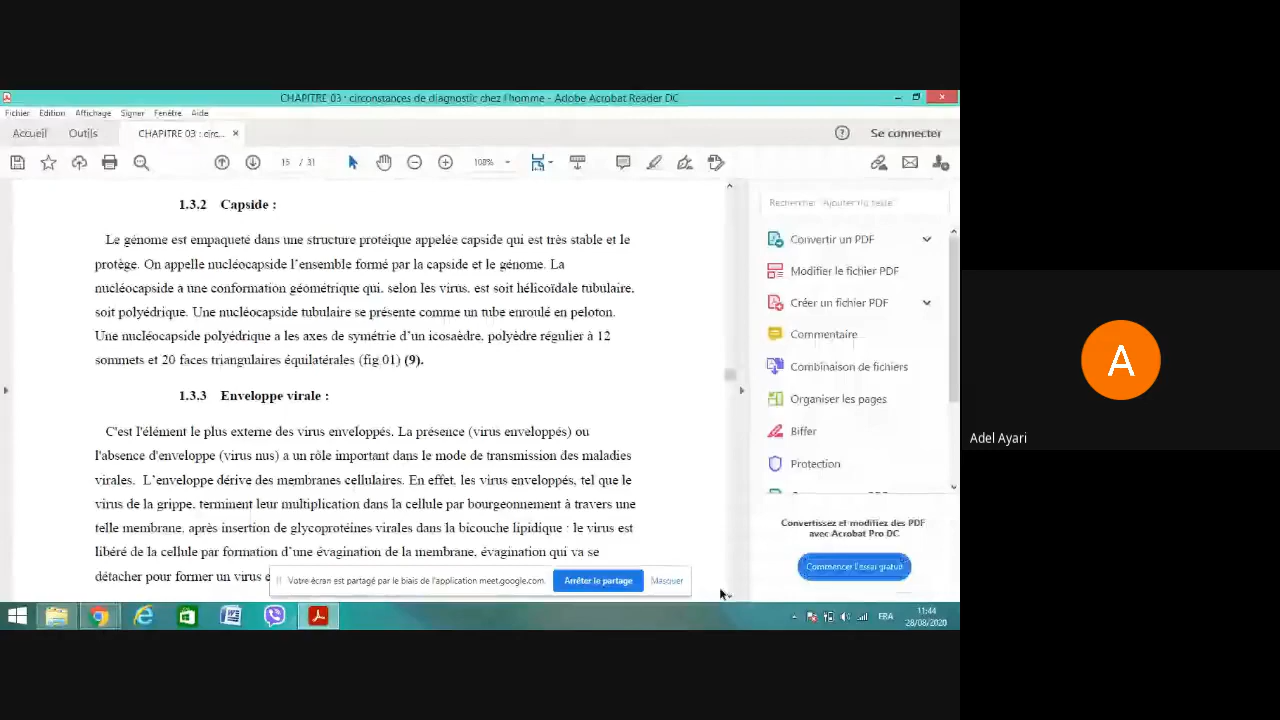 CHAPITRE 03 : circonstances de diagnostic chez l'homme - Adobe Acrobat Reader DC
Fichier Edition Affichage Signer Fenêtre Aide
Accueil Outils CHAPITRE 03 : circ... × Se connecter
15 / 31 100%
1.3.2 Capside :
Le génome est empaqueté dans une structure protéique appelée capside qui est très stable et le
protège. On appelle nucléocapside l'ensemble formé par la capside et le génome. La
nucléocapside a une conformation géométrique qui, selon les virus, est soit hélicoïdale tubulaire,
soit polyédrique. Une nucléocapside tubulaire se présente comme un tube enroulé en peloton.
Une nucléocapside polyédrique a les axes de symétrie d'un icosaèdre, polyèdre régulier à 12
sommets et 20 faces triangulaires équilatérales (fig 01) (9).
1.3.3 Enveloppe virale :
C'est l'élément le plus externe des virus enveloppés. La présence (virus enveloppés) ou
l'absence d'enveloppe (virus nus) a un rôle important dans le mode de transmission des maladies
virales. L'enveloppe dérive des membranes cellulaires. En effet, les virus enveloppés, tel que le
virus de la grippe, terminent leur multiplication dans la cellule par bourgeonnement à travers une
telle membrane, après insertion de glycoprotéines virales dans la bicouche lipidique : le virus est
libéré de la cellule par formation d'une évagination de la membrane, évagination qui va se
détacher pour former un virus
Votre écran est partagé par le biais de l'application meet.google.com. Arrêter le partage Masquer
Convertir un PDF
Modifier le fichier PDF
Créer un fichier PDF
Commentaire
Combinaison de fichiers
Organiser les pages
Biffer
Protection
Convertissez et modifiez des PDF
avec Acrobat Pro DC
Commencer l'essai gratuit
FRA
11:44
28/08/2020
A
Adel Ayari